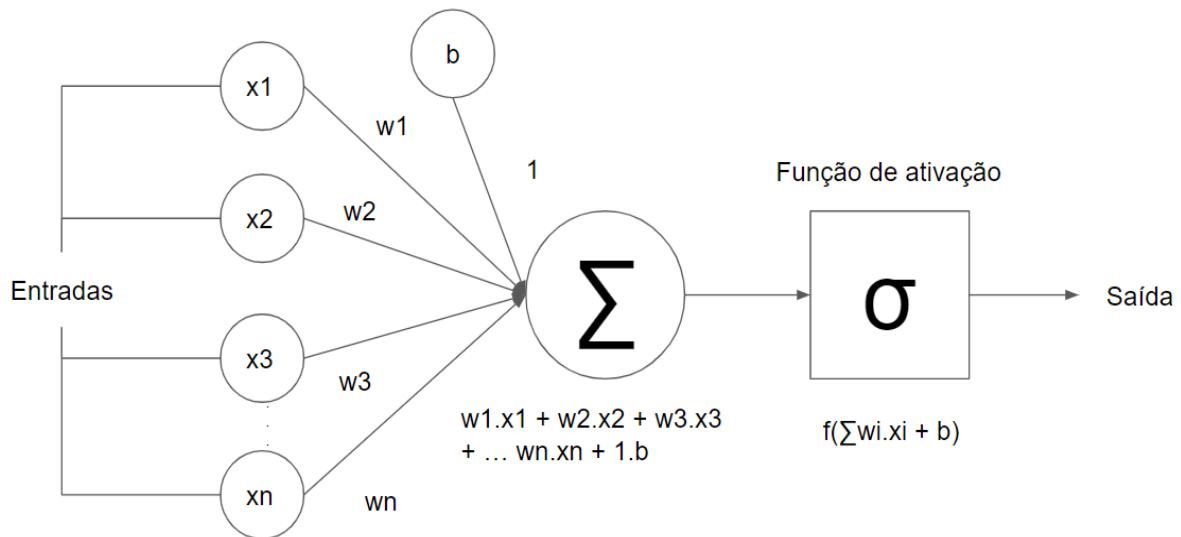 b
x1
w1
1
Função de ativação
x2
w2
∑
σ
Entradas
Saída
x3
w3
w1.x1 + w2.x2 + w3.x3
+ … wn.xn + 1.b
f(∑wi.xi + b)
xn
wn